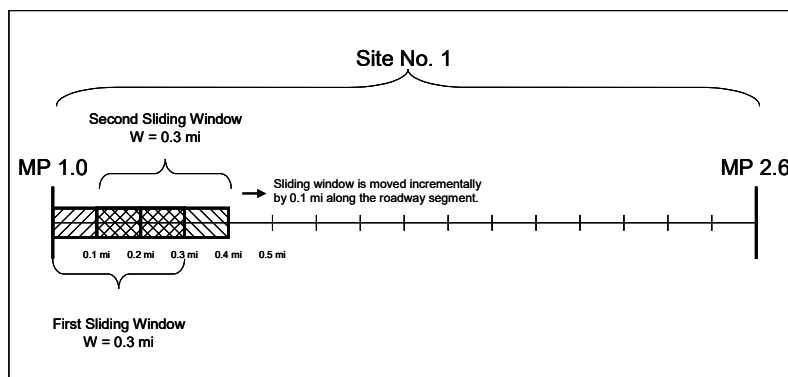 Site No. 1
Second Sliding Window
W = 0.3 mi
MP 1.0
MP 2.6
Sliding window is moved incrementally
by 0.1 mi along the roadway segment.
0.1 mi 0.2 mi 0.3 mi 0.4 mi 0.5 mi
First Sliding Window
W = 0.3 mi